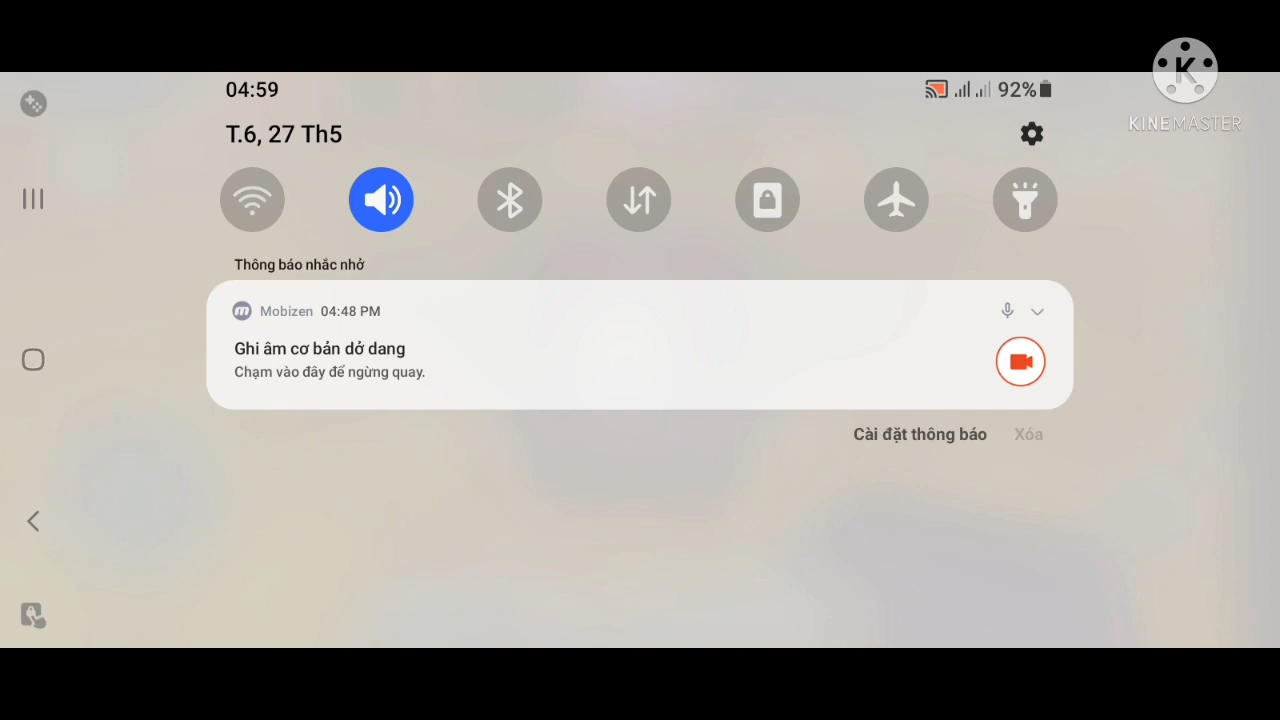 04:59
92%
T.6, 27 Th5
KINEMASTER
Thông báo nhắc nhở
Mobizen 04:48 PM
Ghi âm cơ bản dở dang
Chạm vào đây để ngừng quay.
Cài đặt thông báo Xóa